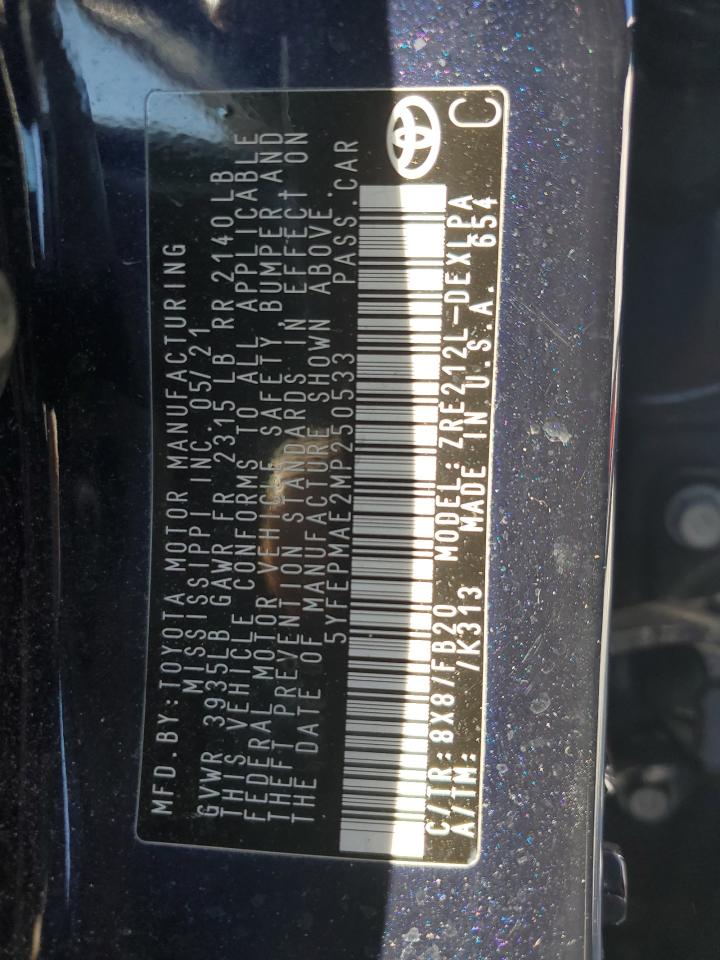 MFD.BY:TOYOTA MOTOR MANUFACTURING
MISSISSIPPI INC. 05/21
GVWR 3935LB GAWR FR 2315 LB RR 2140LB
THIS VEHICLE CONFORMS TO ALL APPLICABLE
FEDERAL MOTOR VEHICLE SAFETY BUMPER AND
THEFT PREVENTION STANDARDS IN EFFECT ON
THE DATE OF MANUFACTURE SHOWN ABOVE.
5YFEPMAE2MP250533 PASS.CAR
C/TR:8X8/FB20 MODEL:ZRE212L-DEXLPA
A/TM: /K313 MADE IN U.S.A. 654
C